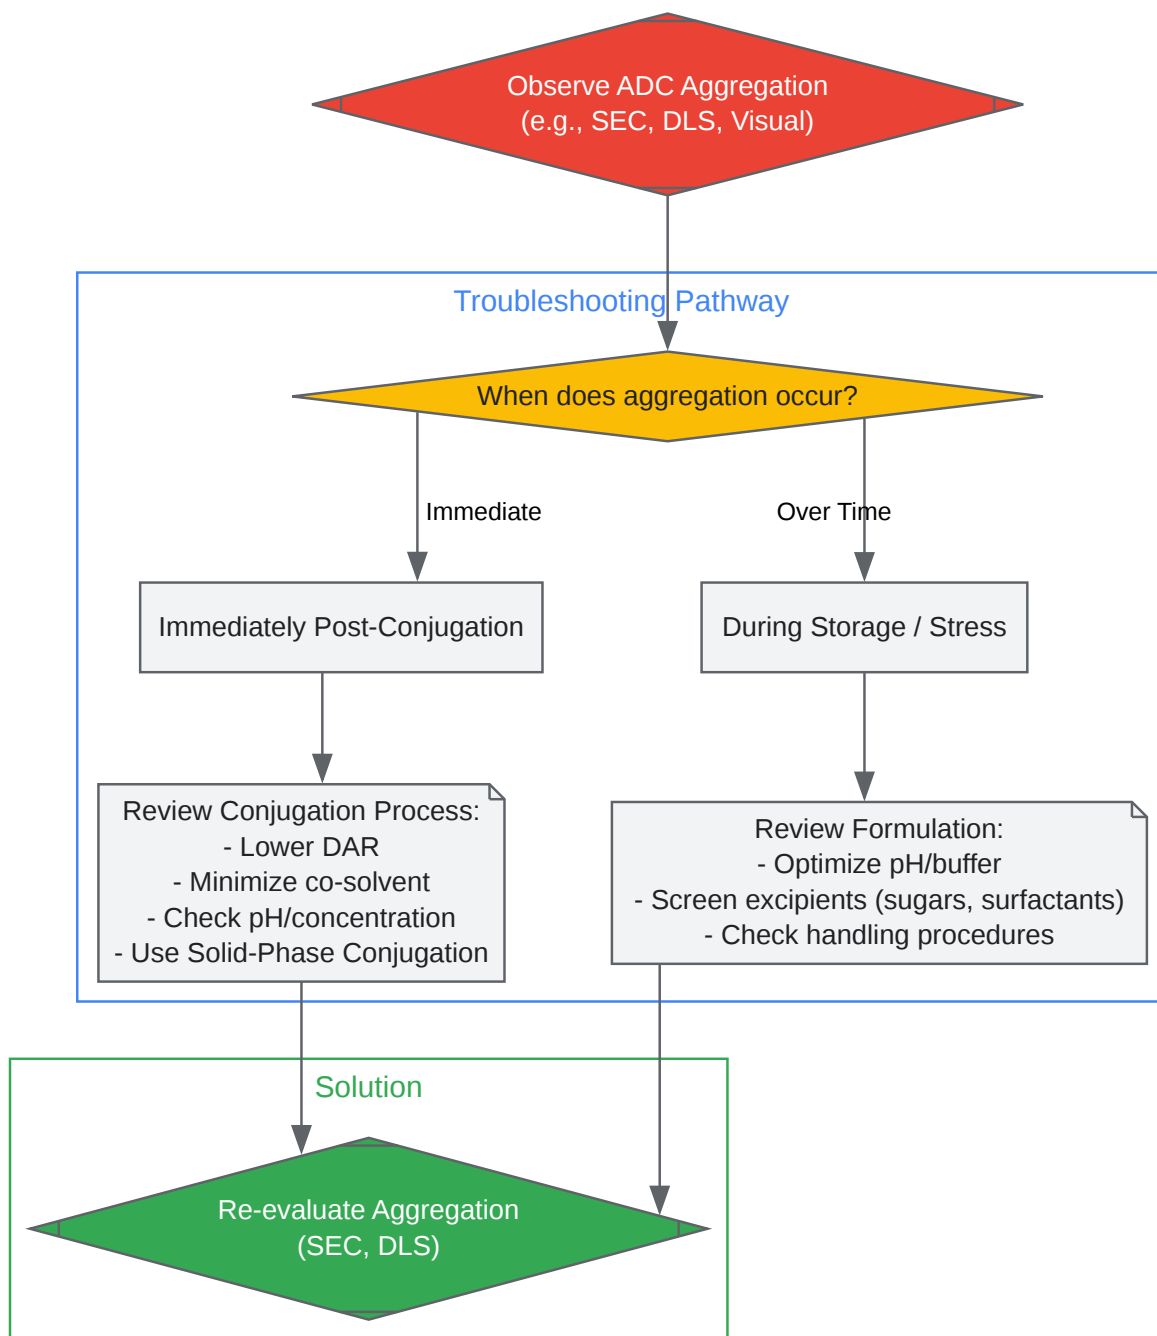 Observe ADC Aggregation
(e.g., SEC, DLS, Visual)
Troubleshooting Pathway
When does aggregation occur?
Immediate
Over Time
Immediately Post-Conjugation
During Storage / Stress
Review Conjugation Process:
- Lower DAR
- Minimize co-solvent
- Check pH/concentration
- Use Solid-Phase Conjugation
Review Formulation:
- Optimize pH/buffer
- Screen excipients (sugars, surfactants)
- Check handling procedures
Solution
Re-evaluate Aggregation
(SEC, DLS)